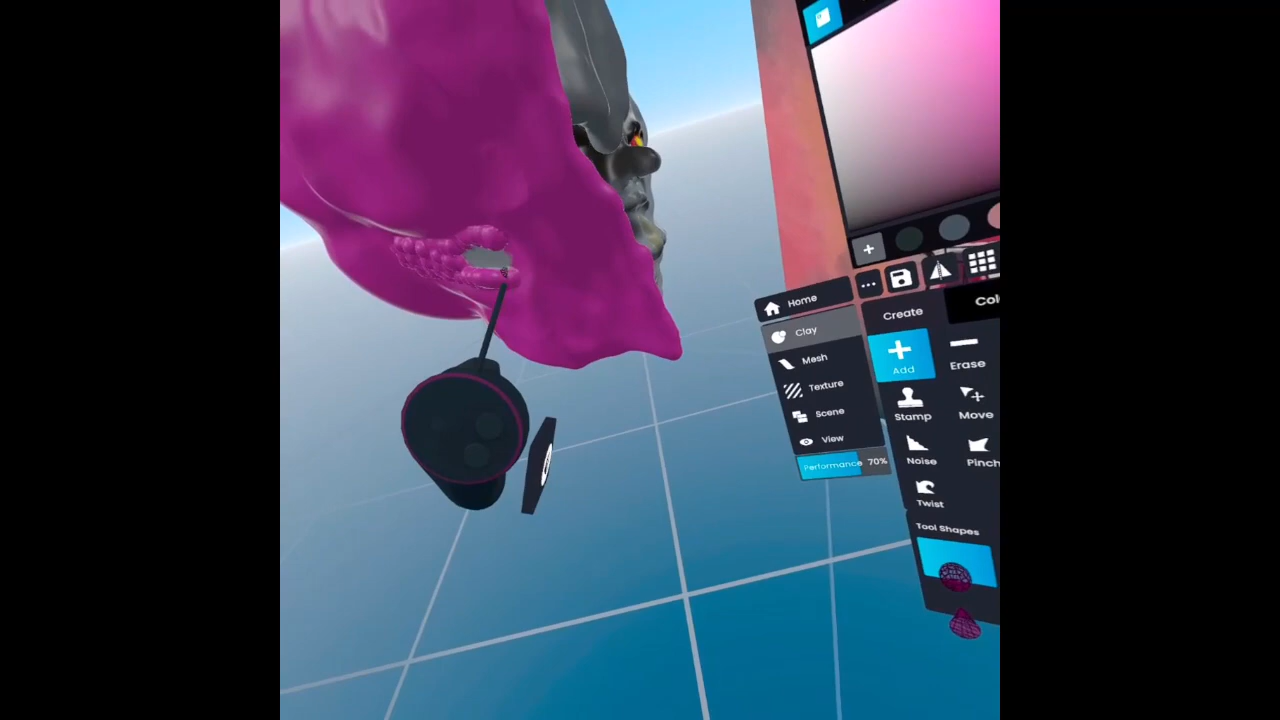 Home
Clay
Mesh
Texture
Scene
View
Performance 70%
Create
Add
Erase
Stamp
Move
Noise
Pinch
Twist
Tool Shapes